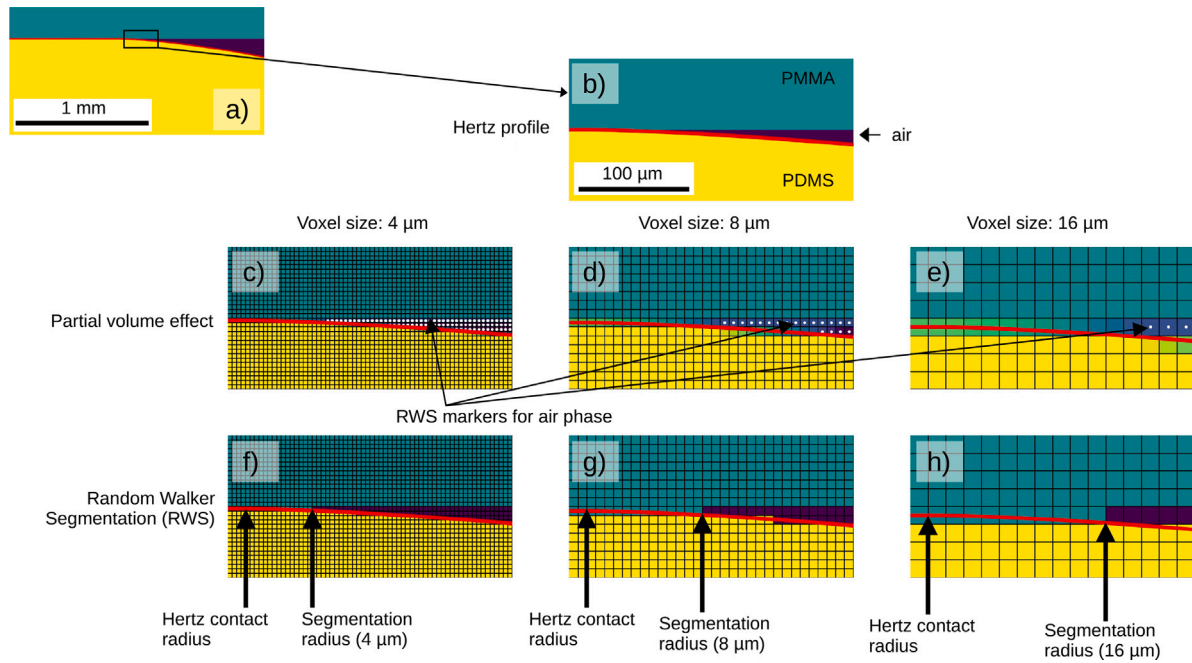 1 mm
a)
b)
PMMA
Hertz profile
air
100 µm
PDMS
Voxel size: 4 µm
Voxel size: 8 µm
Voxel size: 16 µm
c)
d)
e)
Partial volume effect
RWS markers for air phase
f)
g)
h)
Random Walker
Segmentation (RWS)
Hertz contact
radius
Segmentation
radius (4 µm)
Hertz contact
radius
Segmentation
radius (8 µm)
Hertz contact
radius
Segmentation
radius (16 µm)